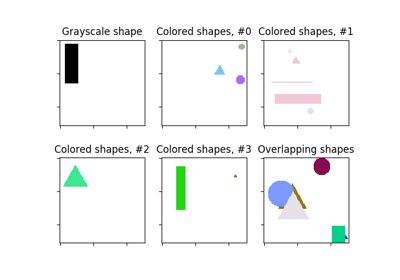 Grayscale shape
Colored shapes, #0
Colored shapes, #1
Colored shapes, #2
Colored shapes, #3
Overlapping shapes